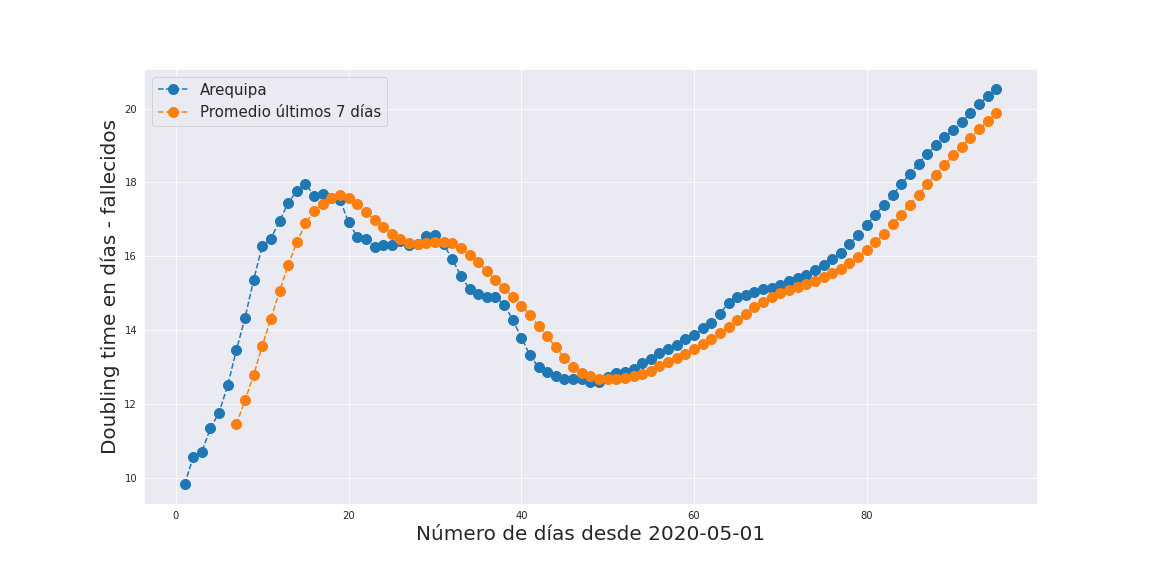 Arequipa
Promedio últimos 7 días
Doubling time en días - fallecidos
20
18
16
14
12
10
0 20 40 60 80
Número de días desde 2020-05-01